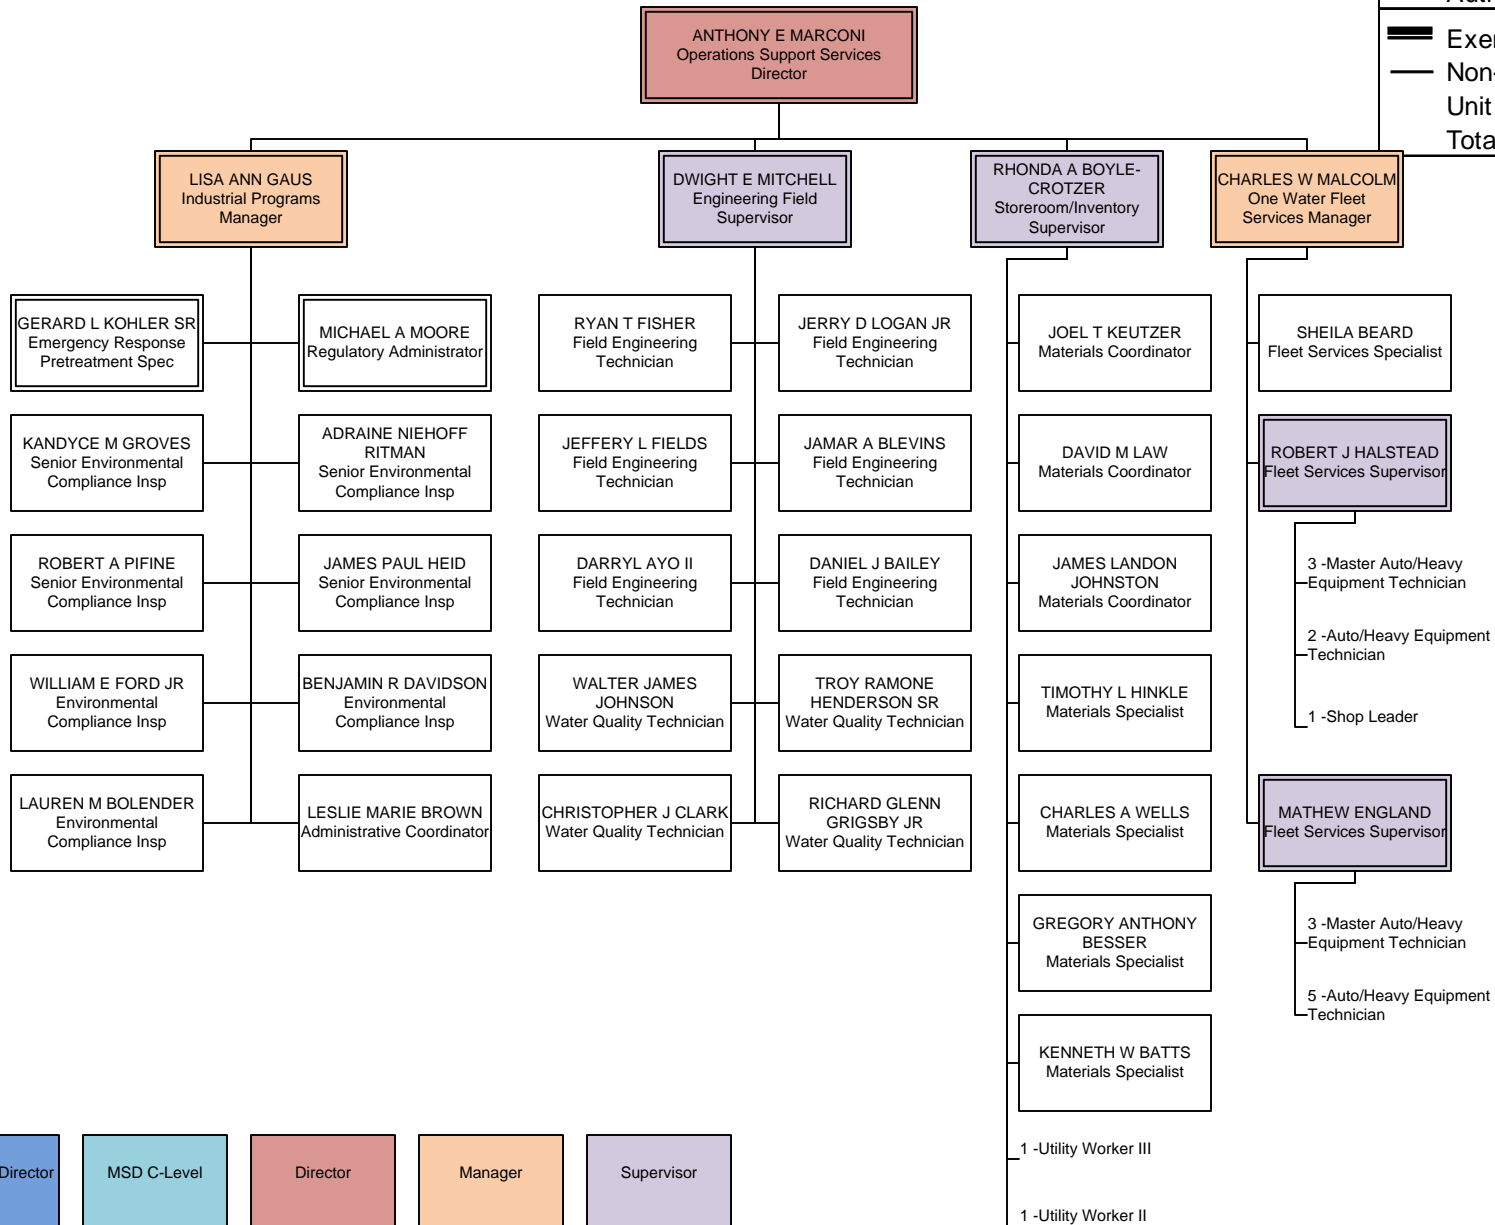 Exe
Non-
Unit
Tota
ANTHONY E MARCONI
Operations Support Services
Director
LISA ANN GAUS
Industrial Programs
Manager
DWIGHT E MITCHELL
Engineering Field
Supervisor
RHONDA A BOYLE-
CROTZER
Storeroom/Inventory
Supervisor
CHARLES W MALCOLM
One Water Fleet
Services Manager
GERARD L KOHLER SR
Emergency Response
Pretreatment Spec
MICHAEL A MOORE
Regulatory Administrator
KANDYCE M GROVES
Senior Environmental
Compliance Insp
ADRAINE NIEHOFF
RITMAN
Senior Environmental
Compliance Insp
ROBERT A PIFINE
Senior Environmental
Compliance Insp
JAMES PAUL HEID
Senior Environmental
Compliance Insp
WILLIAM E FORD JR
Environmental
Compliance Insp
BENJAMIN R DAVIDSON
Environmental
Compliance Insp
LAUREN M BOLENDER
Environmental
Compliance Insp
LESLIE MARIE BROWN
Administrative Coordinator
RYAN T FISHER
Field Engineering
Technician
JERRY D LOGAN JR
Field Engineering
Technician
JEFFERY L FIELDS
Field Engineering
Technician
JAMAR A BLEVINS
Field Engineering
Technician
DARRYL AYO II
Field Engineering
Technician
DANIEL J BAILEY
Field Engineering
Technician
WALTER JAMES
JOHNSON
Water Quality Technician
TROY RAMONE
HENDERSON SR
Water Quality Technician
CHRISTOPHER J CLARK
Water Quality Technician
RICHARD GLENN
GRIGSBY JR
Water Quality Technician
JOEL T KEUTZER
Materials Coordinator
DAVID M LAW
Materials Coordinator
JAMES LANDON
JOHNSTON
Materials Coordinator
TIMOTHY L HINKLE
Materials Specialist
CHARLES A WELLS
Materials Specialist
GREGORY ANTHONY
BESSER
Materials Specialist
KENNETH W BATTS
Materials Specialist
1 -Utility Worker III
1 -Utility Worker II
SHEILA BEARD
Fleet Services Specialist
ROBERT J HALSTEAD
Fleet Services Supervisor
3 -Master Auto/Heavy
Equipment Technician
2 -Auto/Heavy Equipment
Technician
1 -Shop Leader
MATHEW ENGLAND
Fleet Services Supervisor
3 -Master Auto/Heavy
Equipment Technician
5 -Auto/Heavy Equipment
Technician
Director
MSD C-Level
Director
Manager
Supervisor